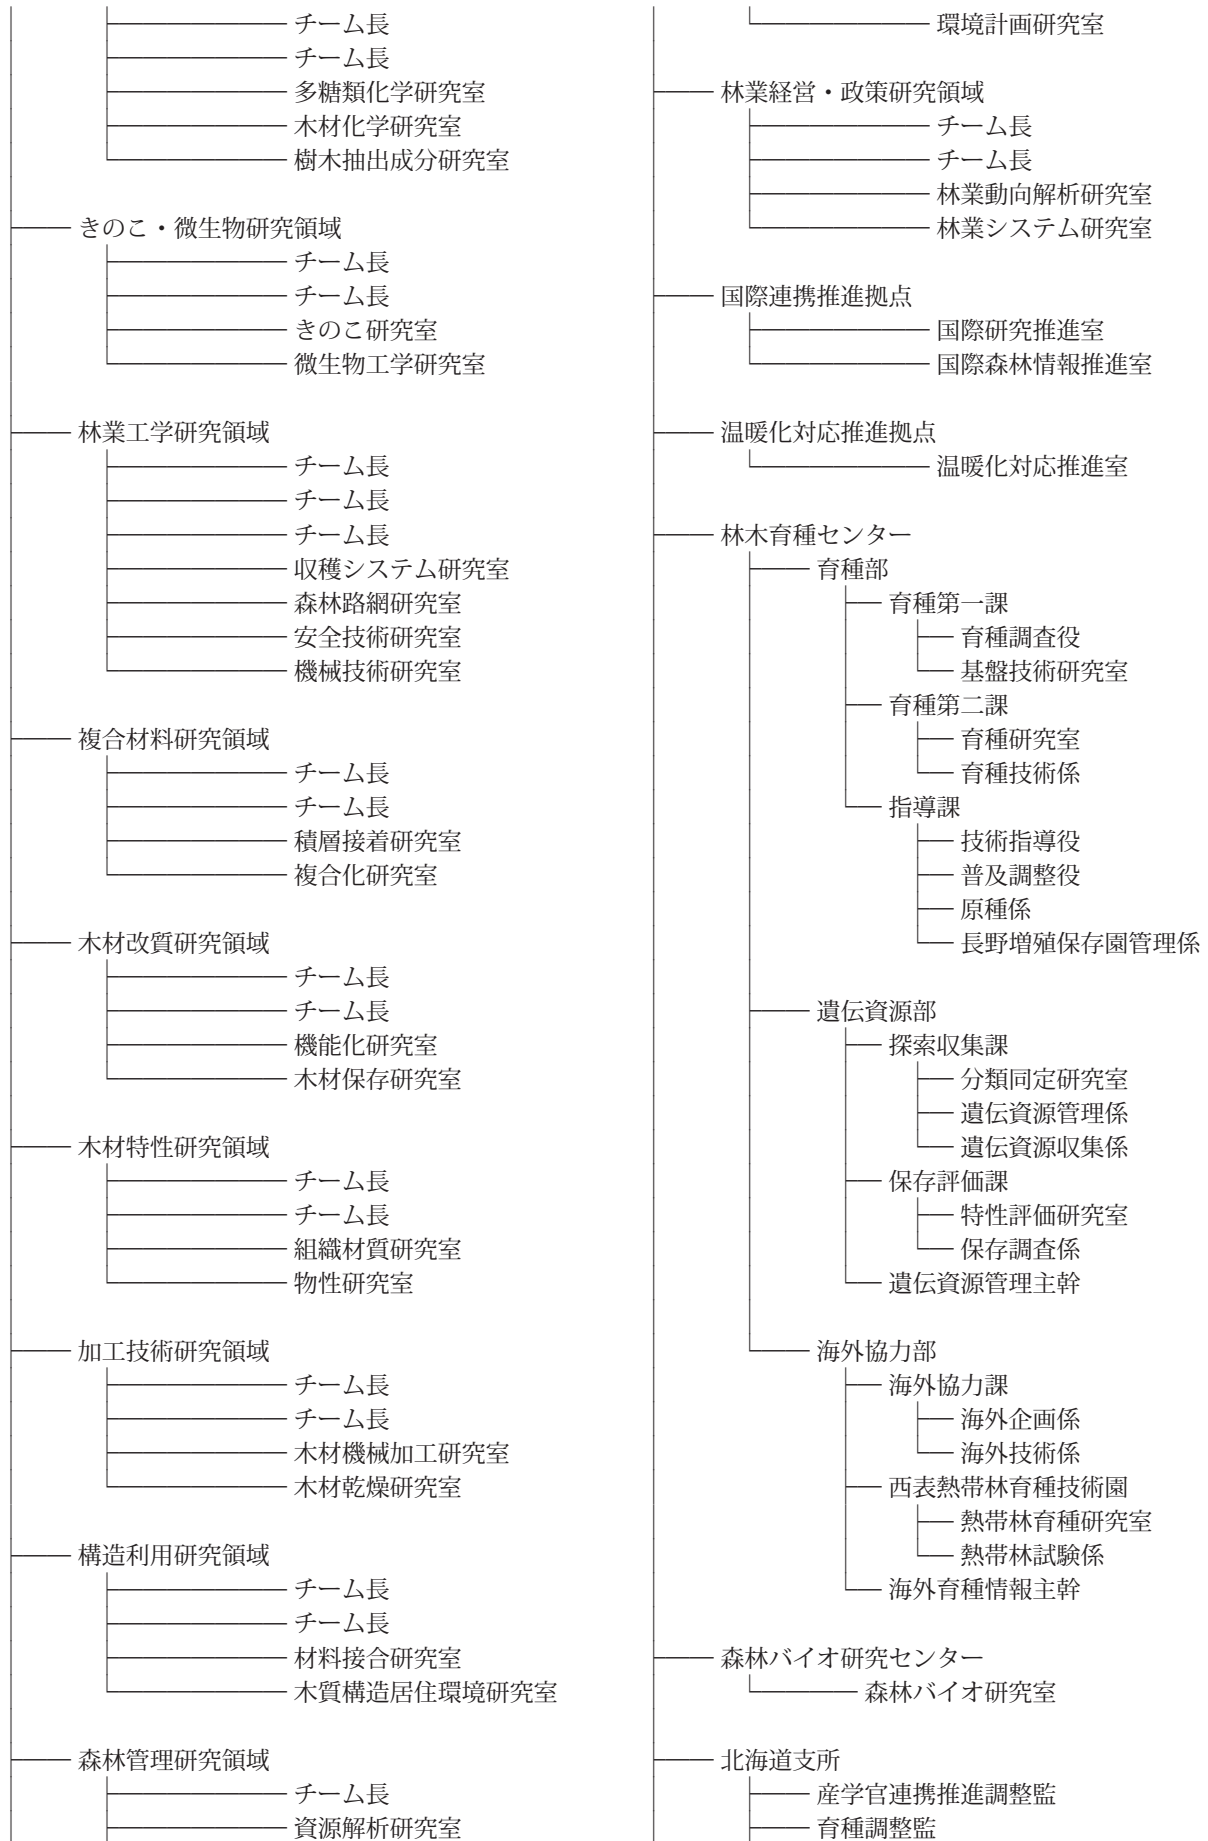 チーム長
チーム長
多糖類化学研究室
木材化学研究室
樹木抽出成分研究室
きのこ・微生物研究領域
チーム長
チーム長
きのこ研究室
微生物工学研究室
林業工学研究領域
チーム長
チーム長
チーム長
収穫システム研究室
森林路網研究室
安全技術研究室
機械技術研究室
複合材料研究領域
チーム長
チーム長
積層接着研究室
複合化研究室
木材改質研究領域
チーム長
チーム長
機能化研究室
木材保存研究室
木材特性研究領域
チーム長
チーム長
組織材質研究室
物性研究室
加工技術研究領域
チーム長
チーム長
木材機械加工研究室
木材乾燥研究室
構造利用研究領域
チーム長
チーム長
材料接合研究室
木質構造居住環境研究室
森林管理研究領域
チーム長
資源解析研究室
環境計画研究室
林業経営・政策研究領域
チーム長
チーム長
林業動向解析研究室
林業システム研究室
国際連携推進拠点
国際研究推進室
国際森林情報推進室
温暖化対応推進拠点
温暖化対応推進室
林木育種センター
育種部
育種第一課
育種調査役
基盤技術研究室
育種第二課
育種研究室
育種技術係
指導課
技術指導役
普及調整役
原種係
長野増殖保存園管理係
遺伝資源部
探索収集課
分類同定研究室
遺伝資源管理係
遺伝資源収集係
保存評価課
特性評価研究室
保存調査係
遺伝資源管理主幹
海外協力部
海外協力課
海外企画係
海外技術係
西表熱帯林育種技術園
熱帯林育種研究室
熱帯林試験係
海外育種情報主幹
森林バイオ研究センター
森林バイオ研究室
北海道支所
産学官連携推進調整監
育種調整監